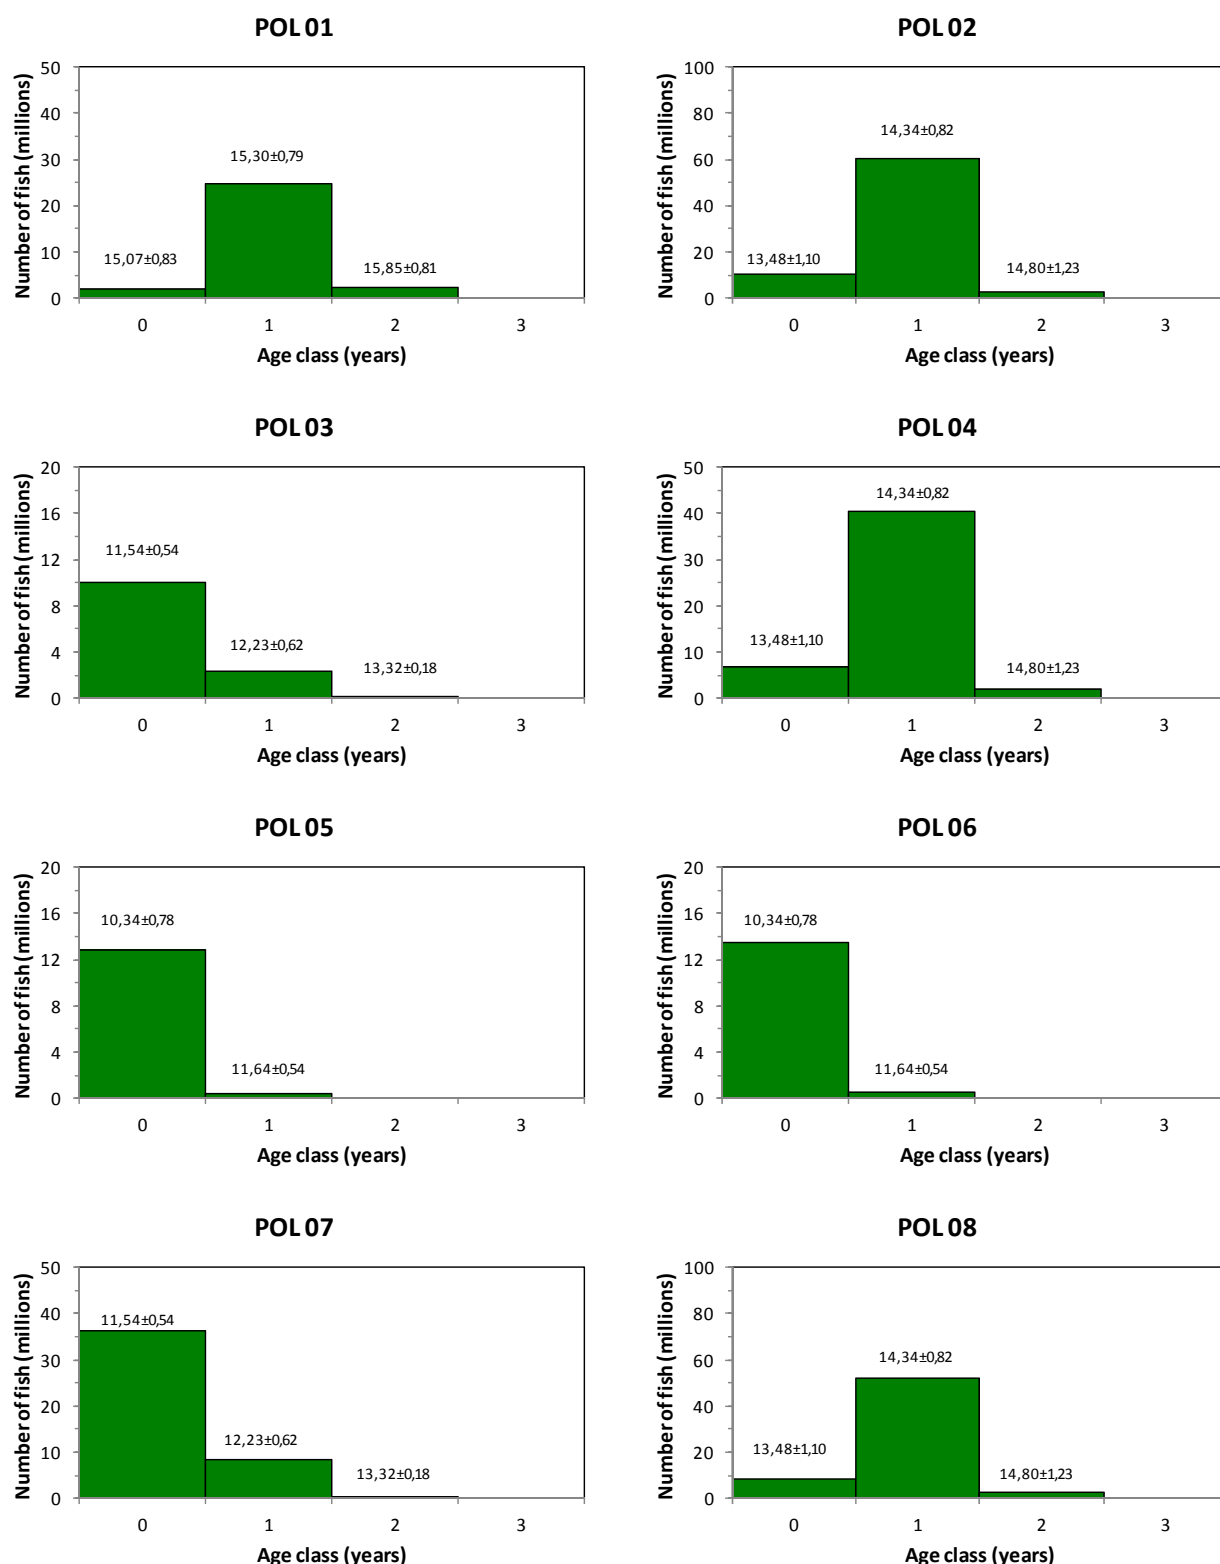 POL 01
Number of fish (millions)
50
40
30
20
10
0
15,07±0,83
15,30±0,79
15,85±0,81
0 1 2 3
Age class (years)
POL 02
Number of fish (millions)
100
80
60
40
20
0
13,48±1,10
14,34±0,82
14,80±1,23
0 1 2 3
Age class (years)
POL 03
Number of fish (millions)
20
16
12
8
4
0
11,54±0,54
12,23±0,62
13,32±0,18
0 1 2 3
Age class (years)
POL 04
Number of fish (millions)
50
40
30
20
10
0
13,48±1,10
14,34±0,82
14,80±1,23
0 1 2 3
Age class (years)
POL 05
Number of fish (millions)
20
16
12
8
4
0
10,34±0,78
11,64±0,54
0 1 2 3
Age class (years)
POL 06
Number of fish (millions)
20
16
12
8
4
0
10,34±0,78
11,64±0,54
0 1 2 3
Age class (years)
POL 07
Number of fish (millions)
50
40
30
20
10
0
11,54±0,54
12,23±0,62
13,32±0,18
0 1 2 3
Age class (years)
POL 08
Number of fish (millions)
100
80
60
40
20
0
13,48±1,10
14,34±0,82
14,80±1,23
0 1 2 3
Age class (years)